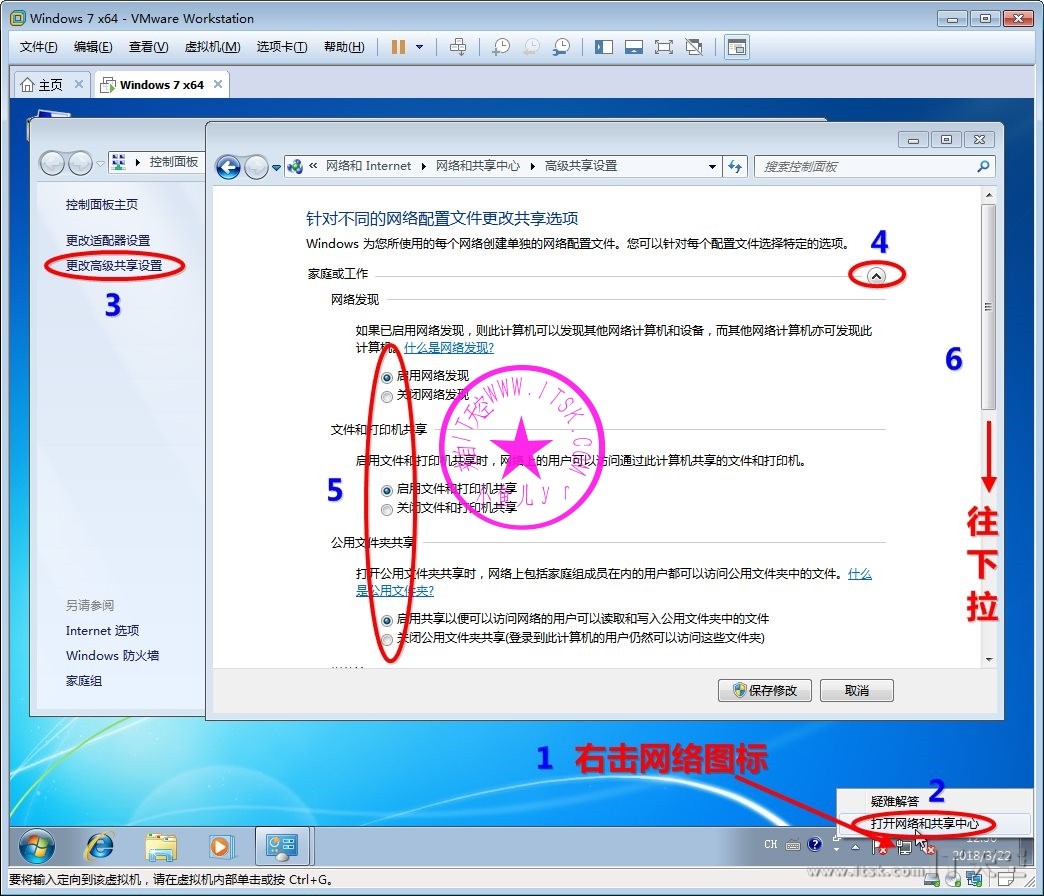 Windows 7 x64 - VMware Workstation
文件(F) 编辑(E) 查看(V) 虚拟机(M) 选项卡(T) 帮助(H)
主页 Windows 7 x64
控制面板
网络和 Internet 网络和共享中心 高级共享设置
搜索控制面板
控制面板主页
更改适配器设置
更改高级共享设置
3
另请参阅
Internet 选项
Windows 防火墙
家庭组
针对不同的网络配置文件更改共享选项
Windows 为您所使用的每个网络创建单独的网络配置文件。您可以针对每个配置文件选择特定的选项。
4
家庭或工作
网络发现
如果已启用网络发现，则此计算机可以发现其他网络计算机和设备，而其他网络计算机亦可发现此
计算机。什么是网络发现?
6
启用网络发现
关闭网络发现
文件和打印机共享
启用文件和打印机共享时，网络上的用户可以访问通过此计算机共享的文件和打印机。
5
启用文件和打印机共享
关闭文件和打印机共享
WWW.ITSK.COM
小鱼儿yr
往
下
拉
公用文件夹共享
打开公用文件夹共享时，网络上包括家庭组成员在内的用户都可以访问公用文件夹中的文件。什么
是公用文件夹?
启用共享以便可以访问网络的用户可以读取和写入公用文件夹中的文件
关闭公用文件夹共享(登录到此计算机的用户仍然可以访问这些文件夹)
保存修改 取消
1 右击网络图标
2
疑难解答
打开网络和共享中心
CH
2018/3/22
www.itsk.com
要将输入定向到该虚拟机，请在虚拟机内部单击或按 Ctrl+G。